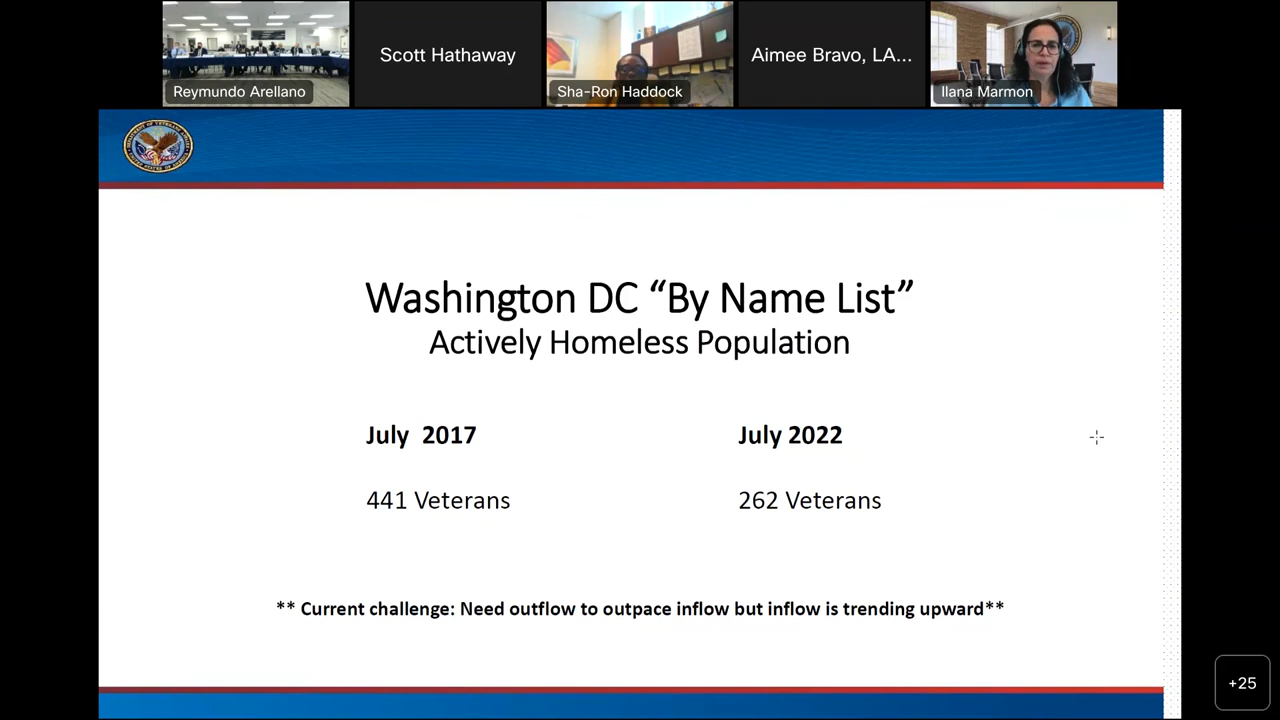 Scott Hathaway
Aimee Bravo, LA...
Reymundo Arellano
Sha-Ron Haddock
Ilana Marmon
Washington DC “By Name List”
Actively Homeless Population
July 2017
July 2022
441 Veterans
262 Veterans
** Current challenge: Need outflow to outpace inflow but inflow is trending upward**
+25